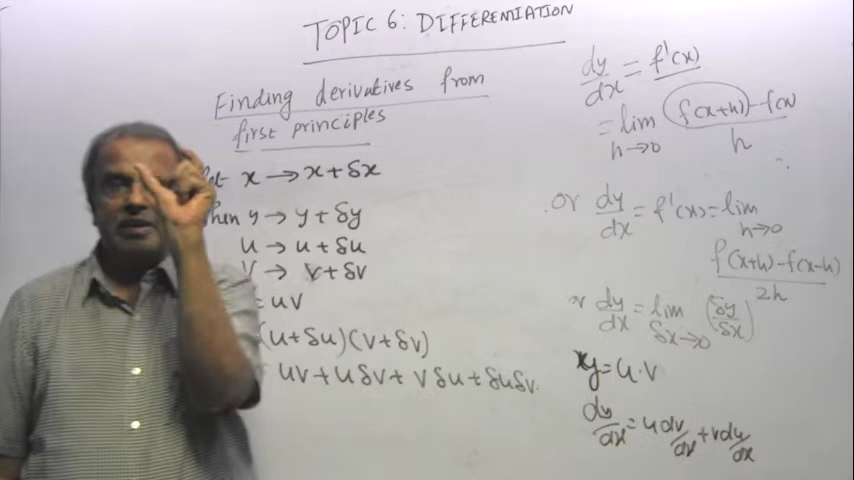 TOPIC 6: DIFFERENTIATION
Finding derivatives from
first principles
x → x + δx
then y → y + δy
u → u + δu
V → v + δv
= uv
(u+δu)(v+δv)
uv + uδv + vδu + δuδv.
dy/dx = f'(x)
= lim h→0 f(x+h) - f(x) / h
or dy/dx = f'(x) = lim h→0
f(x+h) - f(x-h) / 2h
dy/dx = lim δx→0 (δy/δx)
y = u.v
dy/dx = u dv/dx + v du/dx